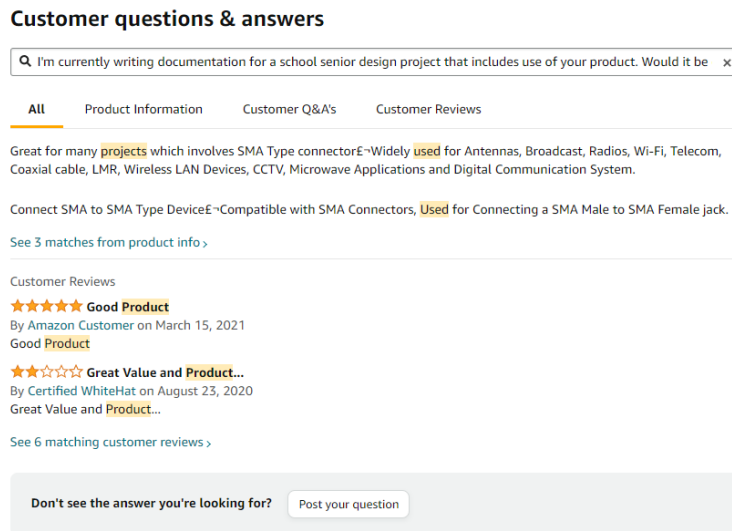 Customer questions & answers
I'm currently writing documentation for a school senior design project that includes use of your product. Would it be ×
All Product Information Customer Q&A's Customer Reviews
Great for many projects which involves SMA Type connector£¬Widely used for Antennas, Broadcast, Radios, Wi-Fi, Telecom,
Coaxial cable, LMR, Wireless LAN Devices, CCTV, Microwave Applications and Digital Communication System.
Connect SMA to SMA Type Device£¬Compatible with SMA Connectors, Used for Connecting a SMA Male to SMA Female jack.
See 3 matches from product info ›
Customer Reviews
Good Product
By Amazon Customer on March 15, 2021
Good Product
Great Value and Product...
By Certified WhiteHat on August 23, 2020
Great Value and Product...
See 6 matching customer reviews ›
Don't see the answer you're looking for? Post your question